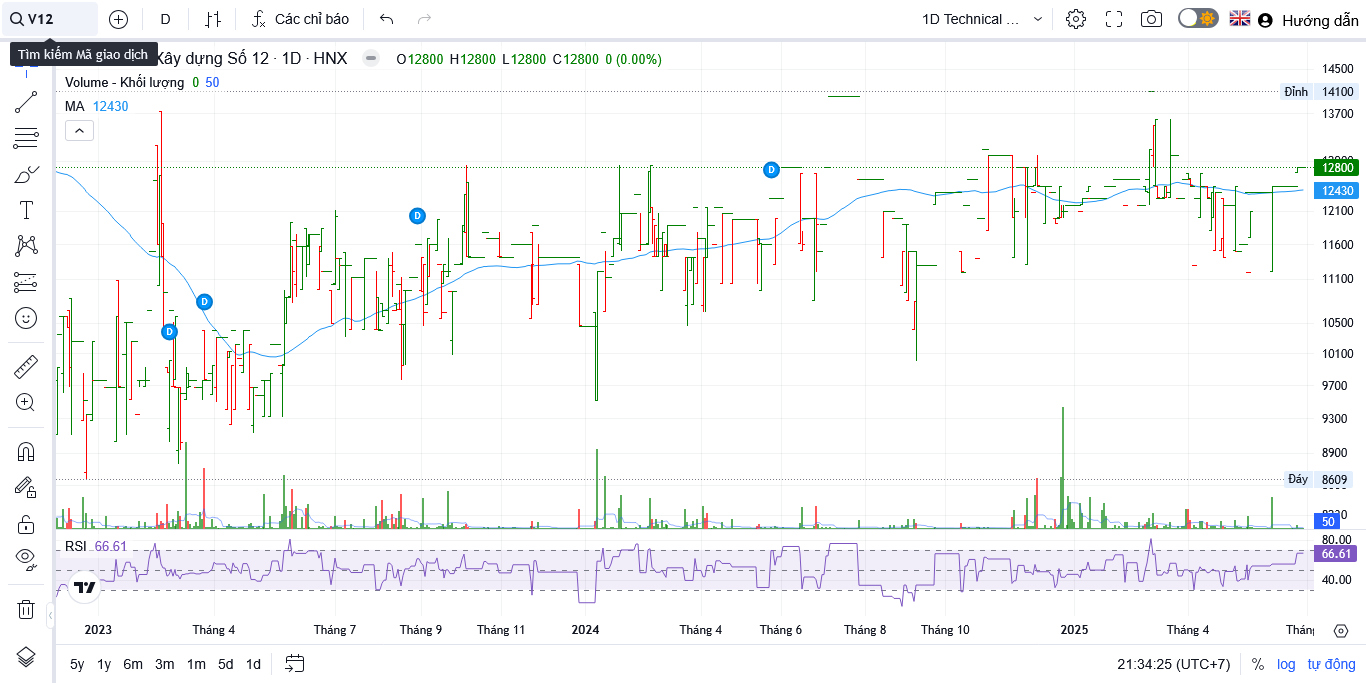 V12 D Các chỉ báo 1D Technical ... Hướng dẫn
Tìm kiếm Mã giao dịch
Xây dựng Số 12 · 1D · HNX O12800 H12800 L12800 C12800 0 (0.00%)
Volume - Khối lượng 0 50
MA 12430
14500
Đỉnh 14100
13700
12800
12430
12100
11600
11100
10500
10100
9700
9300
8900
Đáy 8609
50
D
D
D
D
RSI 66.61
80.00
66.61
40.00
2023 Tháng 4 Tháng 7 Tháng 9 Tháng 11 2024 Tháng 4 Tháng 6 Tháng 8 Tháng 10 2025 Tháng 4
5y 1y 6m 3m 1m 5d 1d 21:34:25 (UTC+7) % log tự động